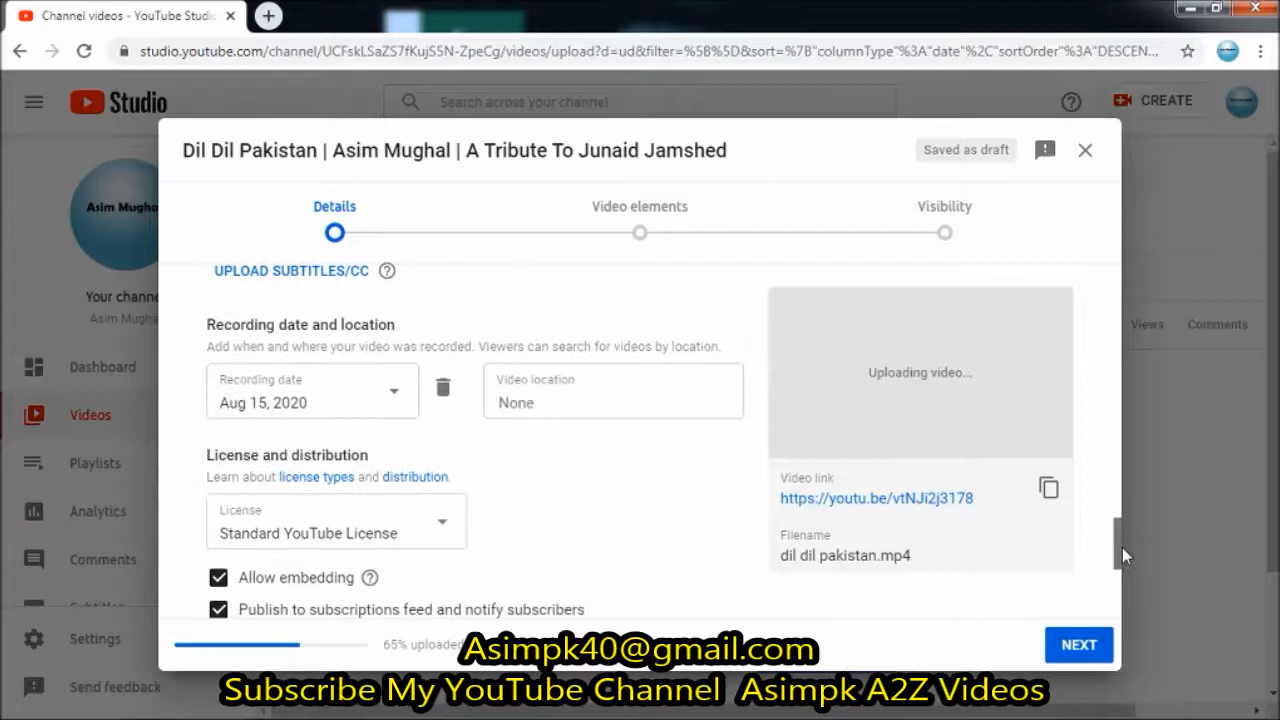 Channel videos - YouTube Studi
studio.youtube.com/channel/UCFskLSaZS7fKujS5N-ZpeCg/videos/upload?d=ud&filter=%5B%5D&sort=%7B"columnType"%3A"date"%2C"sortOrder"%3A"DESCEN...
Studio
Search across your channel
CREATE
Dil Dil Pakistan | Asim Mughal | A Tribute To Junaid Jamshed
Saved as draft
Details
Video elements
Visibility
Asim Mugha
Your chann
Asim Mugha
UPLOAD SUBTITLES/CC
Recording date and location
Add when and where your video was recorded. Viewers can search for videos by location.
Recording date
Aug 15, 2020
Video location
None
License and distribution
Learn about license types and distribution.
License
Standard YouTube License
Allow embedding
Publish to subscriptions feed and notify subscribers
Uploading video...
Video link
https://youtu.be/vtNJi2j3178
Filename
dil dil pakistan.mp4
Views
Comments
Dashboard
Videos
Playlists
Analytics
Comments
Settings
Send feedback
65% uploaded
NEXT
Asimpk40@gmail.com
Subscribe My YouTube Channel Asimpk A2Z Videos